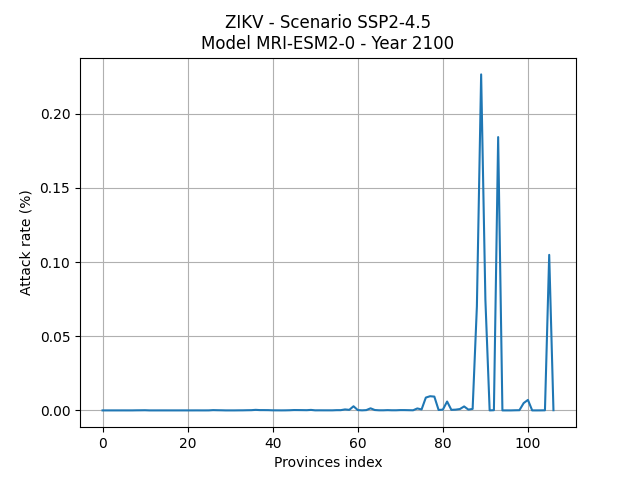 ZIKV - Scenario SSP2-4.5
Model MRI-ESM2-0 - Year 2100
Attack rate (%)
0.20
0.15
0.10
0.05
0.00
0 20 40 60 80 100
Provinces index